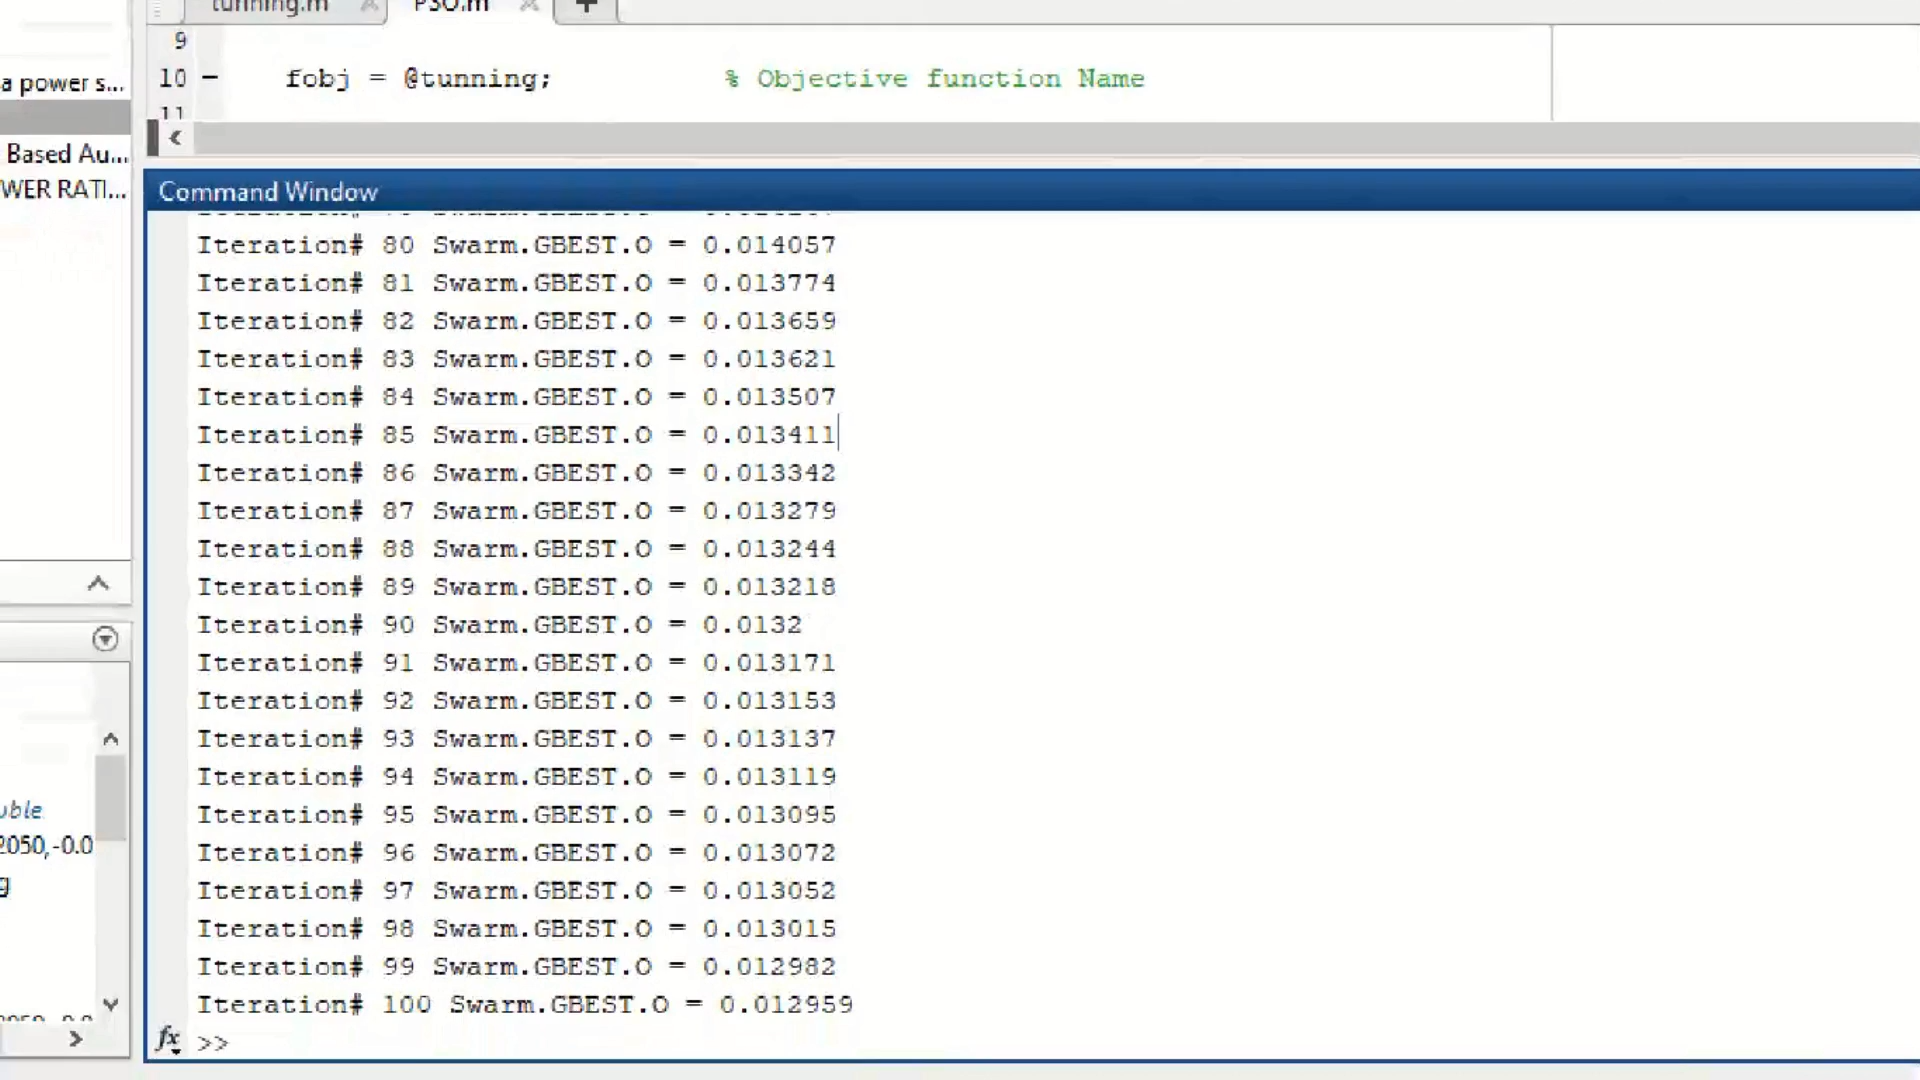 tunning.m PSO.m +
9
10 – fobj = @tunning; % Objective function Name
11
a power s...
Based Au...
WER RATI...
Command Window
Iteration# 80 Swarm.GBEST.O = 0.014057
Iteration# 81 Swarm.GBEST.O = 0.013774
Iteration# 82 Swarm.GBEST.O = 0.013659
Iteration# 83 Swarm.GBEST.O = 0.013621
Iteration# 84 Swarm.GBEST.O = 0.013507
Iteration# 85 Swarm.GBEST.O = 0.013411
Iteration# 86 Swarm.GBEST.O = 0.013342
Iteration# 87 Swarm.GBEST.O = 0.013279
Iteration# 88 Swarm.GBEST.O = 0.013244
Iteration# 89 Swarm.GBEST.O = 0.013218
Iteration# 90 Swarm.GBEST.O = 0.0132
Iteration# 91 Swarm.GBEST.O = 0.013171
Iteration# 92 Swarm.GBEST.O = 0.013153
Iteration# 93 Swarm.GBEST.O = 0.013137
Iteration# 94 Swarm.GBEST.O = 0.013119
Iteration# 95 Swarm.GBEST.O = 0.013095
Iteration# 96 Swarm.GBEST.O = 0.013072
Iteration# 97 Swarm.GBEST.O = 0.013052
Iteration# 98 Swarm.GBEST.O = 0.013015
Iteration# 99 Swarm.GBEST.O = 0.012982
Iteration# 100 Swarm.GBEST.O = 0.012959
fx >>
uble
2050,-0.0
g